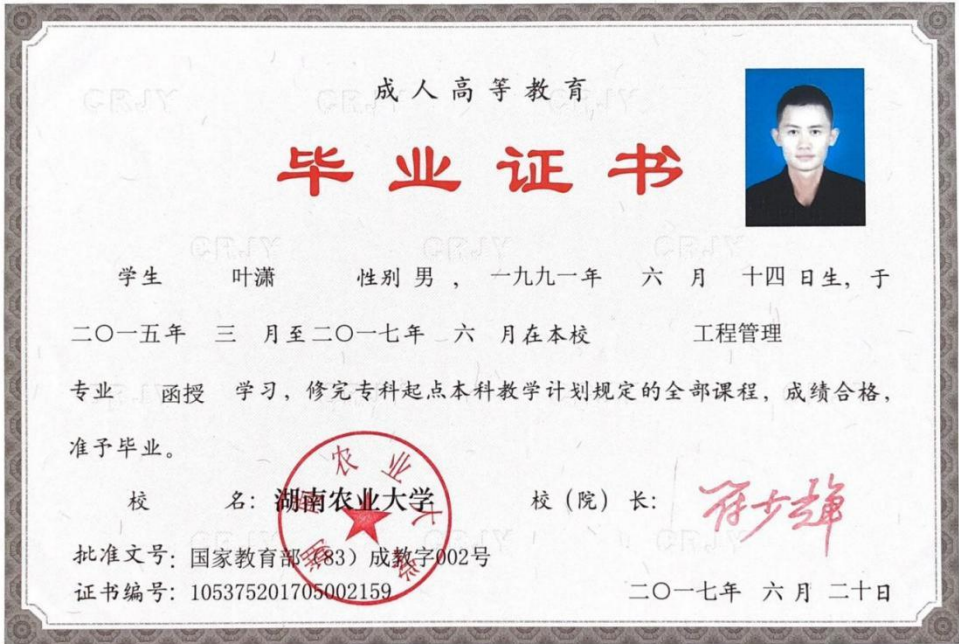 成人高等教育
毕业证书
学生 叶潇 性别 男 ，一九九一年 六 月 十四 日生，于
二〇一五年 三 月至二〇一七年 六 月在本校 工程管理
专业 函授 学习，修完专科起点本科教学计划规定的全部课程，成绩合格，
准予毕业。
校 名：湖南农业大学 校（院）长：
批准文号：国家教育部（83）成教字002号
证书编号：105375201705002159 二〇一七年 六 月 二十日